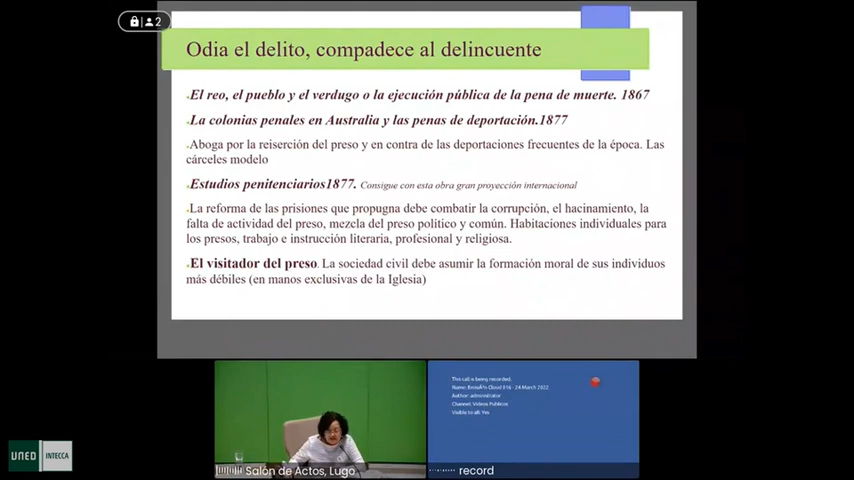 2
Odia el delito, compadece al delincuente
El reo, el pueblo y el verdugo o la ejecución pública de la pena de muerte. 1867
La colonias penales en Australia y las penas de deportación.1877
Aboga por la reiserción del preso y en contra de las deportaciones frecuentes de la época. Las
cárceles modelo
Estudios penitenciarios1877. Consigue con esta obra gran proyección internacional
La reforma de las prisiones que propugna debe combatir la corrupción, el hacinamiento, la
falta de actividad del preso, mezcla del preso político y común. Habitaciones individuales para
los presos, trabajo e instrucción literaria, profesional y religiosa.
El visitador del preso. La sociedad civil debe asumir la formación moral de sus individuos
más débiles (en manos exclusivas de la Iglesia)
This call is being recorded.
Author: administrator
Channel: Videos Publicos
Visible to all: Yes
UNED INTECCA
Salón de Actos, Lugo
record